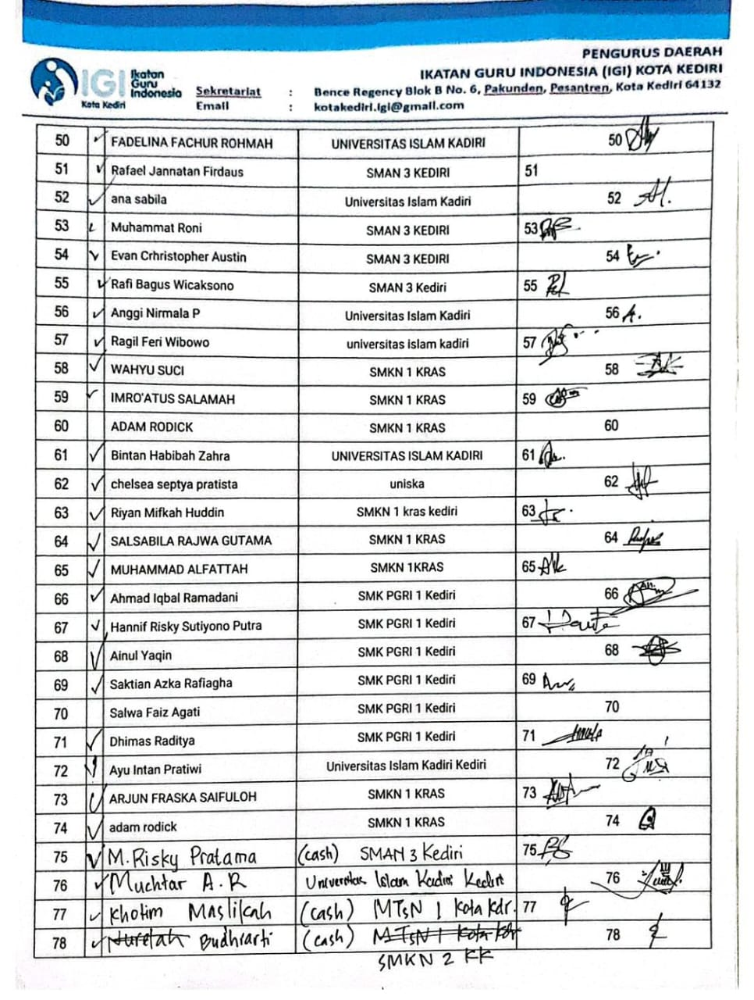 IGI Ikatan Guru Indonesia
Kota Kediri
PENGURUS DAERAH
IKATAN GURU INDONESIA (IGI) KOTA KEDIRI
Sekretariat : Bence Regency Blok B No. 6, Pakunden, Pesantren, Kota Kediri 64132
Email : kotakediri.igi@gmail.com
50 FADELINA FACHUR ROHMAH UNIVERSITAS ISLAM KADIRI 50
51 Rafael Jannatan Firdaus SMAN 3 KEDIRI 51
52 ana sabila Universitas Islam Kadiri 52
53 Muhammat Roni SMAN 3 KEDIRI 53
54 Evan Crhristopher Austin SMAN 3 KEDIRI 54
55 Rafi Bagus Wicaksono SMAN 3 Kediri 55
56 Anggi Nirmala P Universitas Islam Kadiri 56
57 Ragil Feri Wibowo universitas islam kadiri 57
58 WAHYU SUCI SMKN 1 KRAS 58
59 IMRO'ATUS SALAMAH SMKN 1 KRAS 59
60 ADAM RODICK SMKN 1 KRAS 60
61 Bintan Habibah Zahra UNIVERSITAS ISLAM KADIRI 61
62 chelsea septya pratista uniska 62
63 Riyan Mifkah Huddin SMKN 1 kras kediri 63
64 SALSABILA RAJWA GUTAMA SMKN 1 KRAS 64
65 MUHAMMAD ALFATTAH SMKN 1KRAS 65
66 Ahmad Iqbal Ramadani SMK PGRI 1 Kediri 66
67 Hannif Risky Sutiyono Putra SMK PGRI 1 Kediri 67
68 Ainul Yaqin SMK PGRI 1 Kediri 68
69 Saktian Azka Rafiagha SMK PGRI 1 Kediri 69
70 Salwa Faiz Agati SMK PGRI 1 Kediri 70
71 Dhimas Raditya SMK PGRI 1 Kediri 71
72 Ayu Intan Pratiwi Universitas Islam Kadiri Kediri 72
73 ARJUN FRASKA SAIFULOH SMKN 1 KRAS 73
74 adam rodick SMKN 1 KRAS 74
75 M. Risky Pratama (cash) SMAN 3 Kediri 75
76 Muchtar A.R Universitas Islam Kadiri Kediri 76
77 Khotim Maslikah (cash) MTsN 1 Kota Kdr. 77
78 Budhiarti (cash) MTsN 1 Kota Kdr 78
SMKN 2 KK